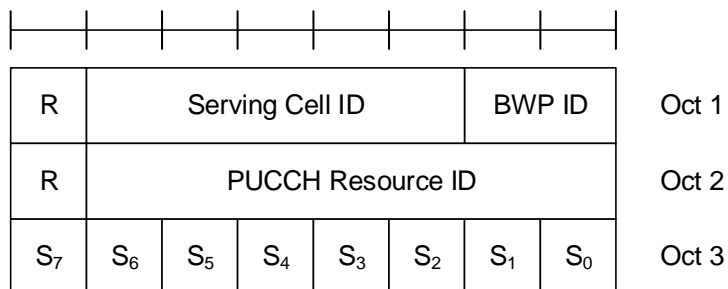 R Serving Cell ID BWP ID Oct 1
R PUCCH Resource ID Oct 2
S₇ S₆ S₅ S₄ S₃ S₂ S₁ S₀ Oct 3